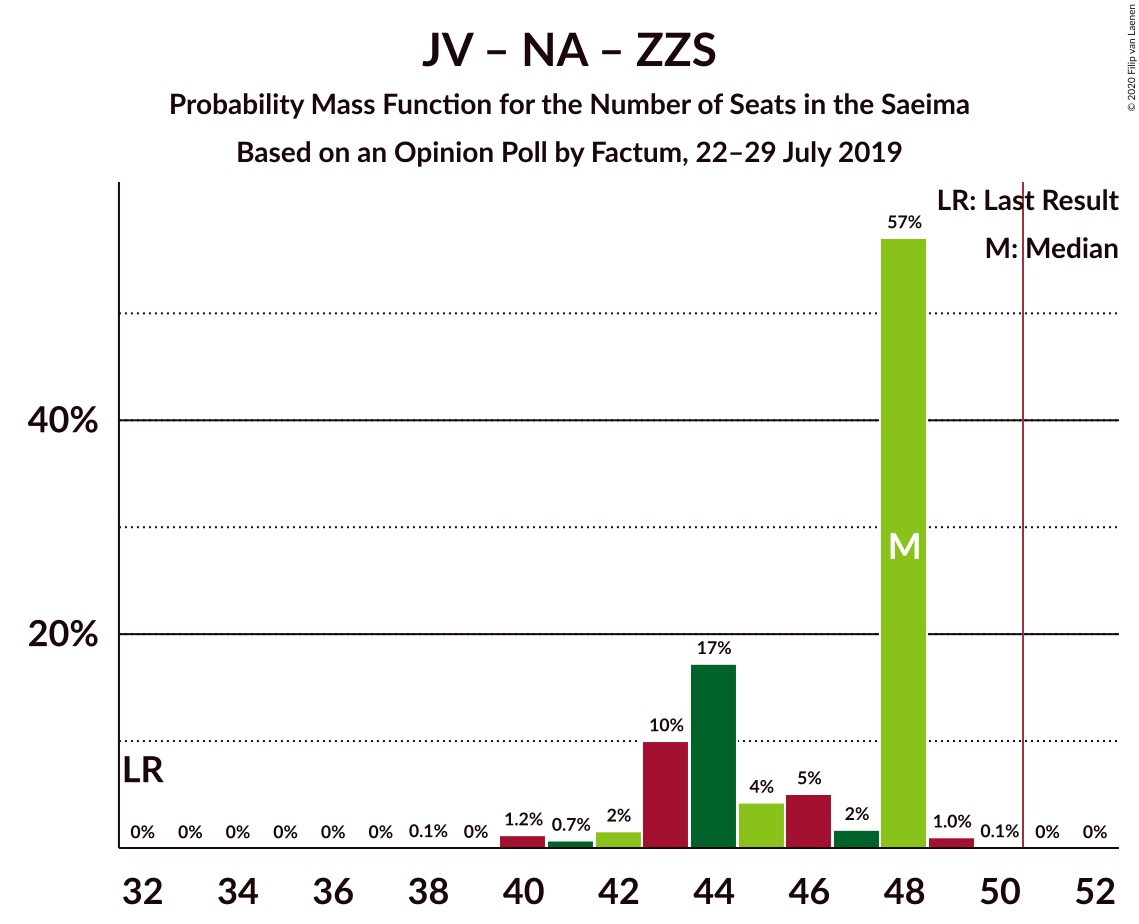 JV – NA – ZZS
Probability Mass Function for the Number of Seats in the Saeima
Based on an Opinion Poll by Factum, 22–29 July 2019
© 2020 Filip van Laenen
LR: Last Result
M: Median
57%
40%
M
20%
17%
10%
LR
5%
4%
0% 0% 0% 0% 0% 0% 0.1% 0% 1.2% 0.7% 2% 2% 1.0% 0.1% 0% 0%
32 34 36 38 40 42 44 46 48 50 52